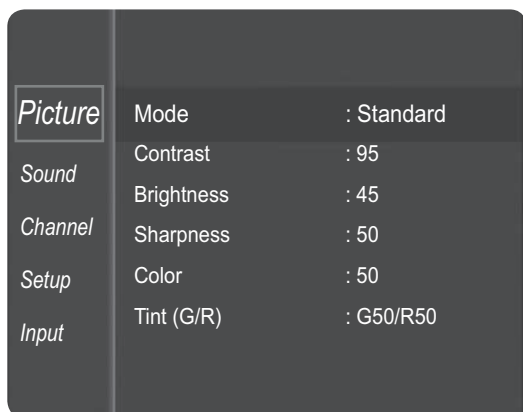 Picture
Sound
Channel
Setup
Input
Mode : Standard
Contrast : 95
Brightness : 45
Sharpness : 50
Color : 50
Tint (G/R) : G50/R50